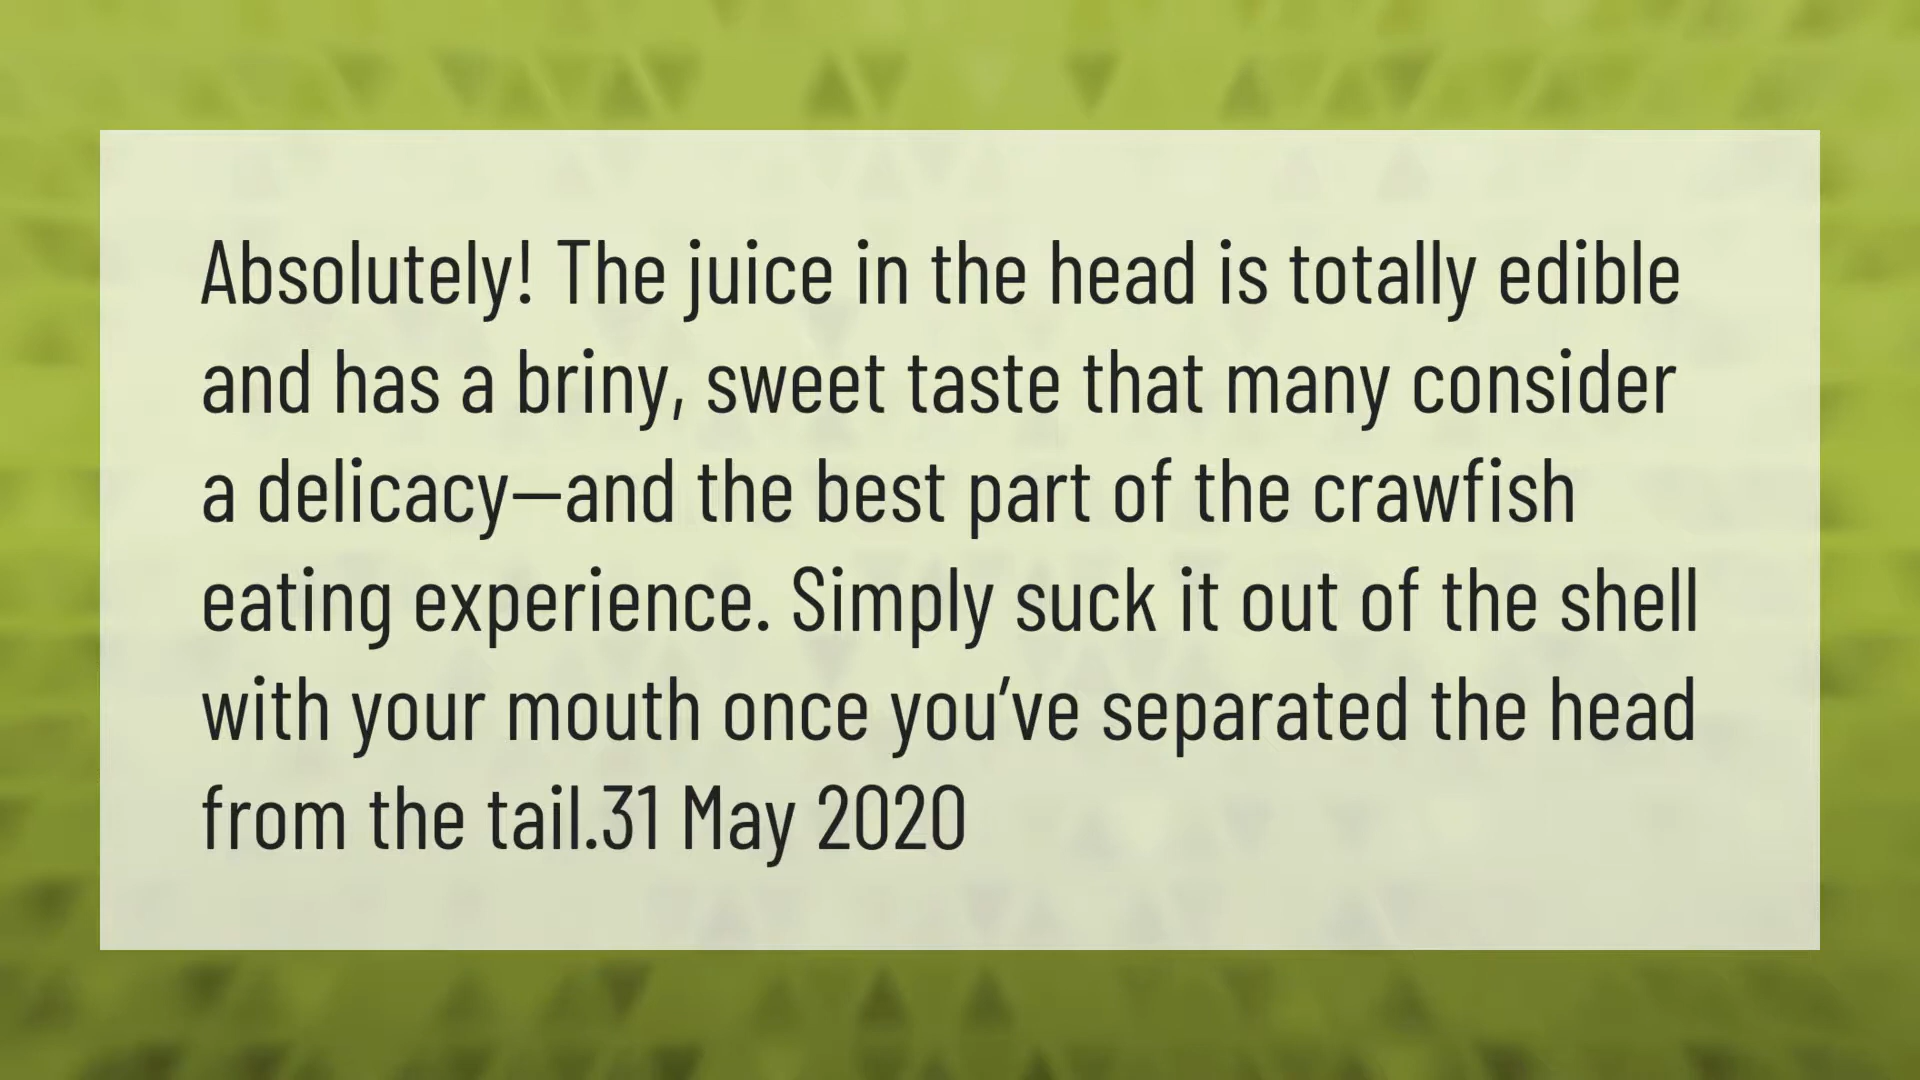 Absolutely! The juice in the head is totally edible
and has a briny, sweet taste that many consider
a delicacy—and the best part of the crawfish
eating experience. Simply suck it out of the shell
with your mouth once you’ve separated the head
from the tail.31 May 2020